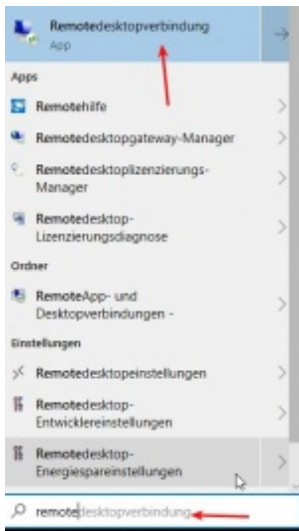 Remotedesktopverbindung
App
Apps
Remotehilfe
Remotedesktopgateway-Manager
Remotedesktoplizenzierungs-
Manager
Remotedesktop-
Lizenzierungsdiagnose
Ordner
RemoteApp- und
Desktopverbindungen -
Einstellungen
Remotedesktopeinstellungen
Remotedesktop-
Entwicklereinstellungen
Remotedesktop-
Energiespareinstellungen
remotedesktopverbindung